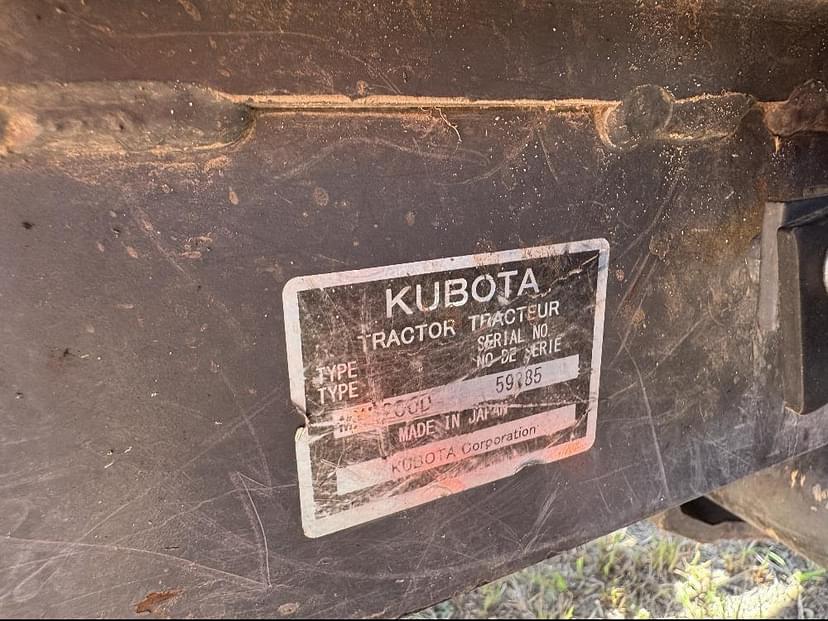 KUBOTA
TRACTOR TRACTEUR
SERIAL NO.
NO DE SERIE
TYPE
TYPE
MADE IN JAPAN
KUBOTA Corporation